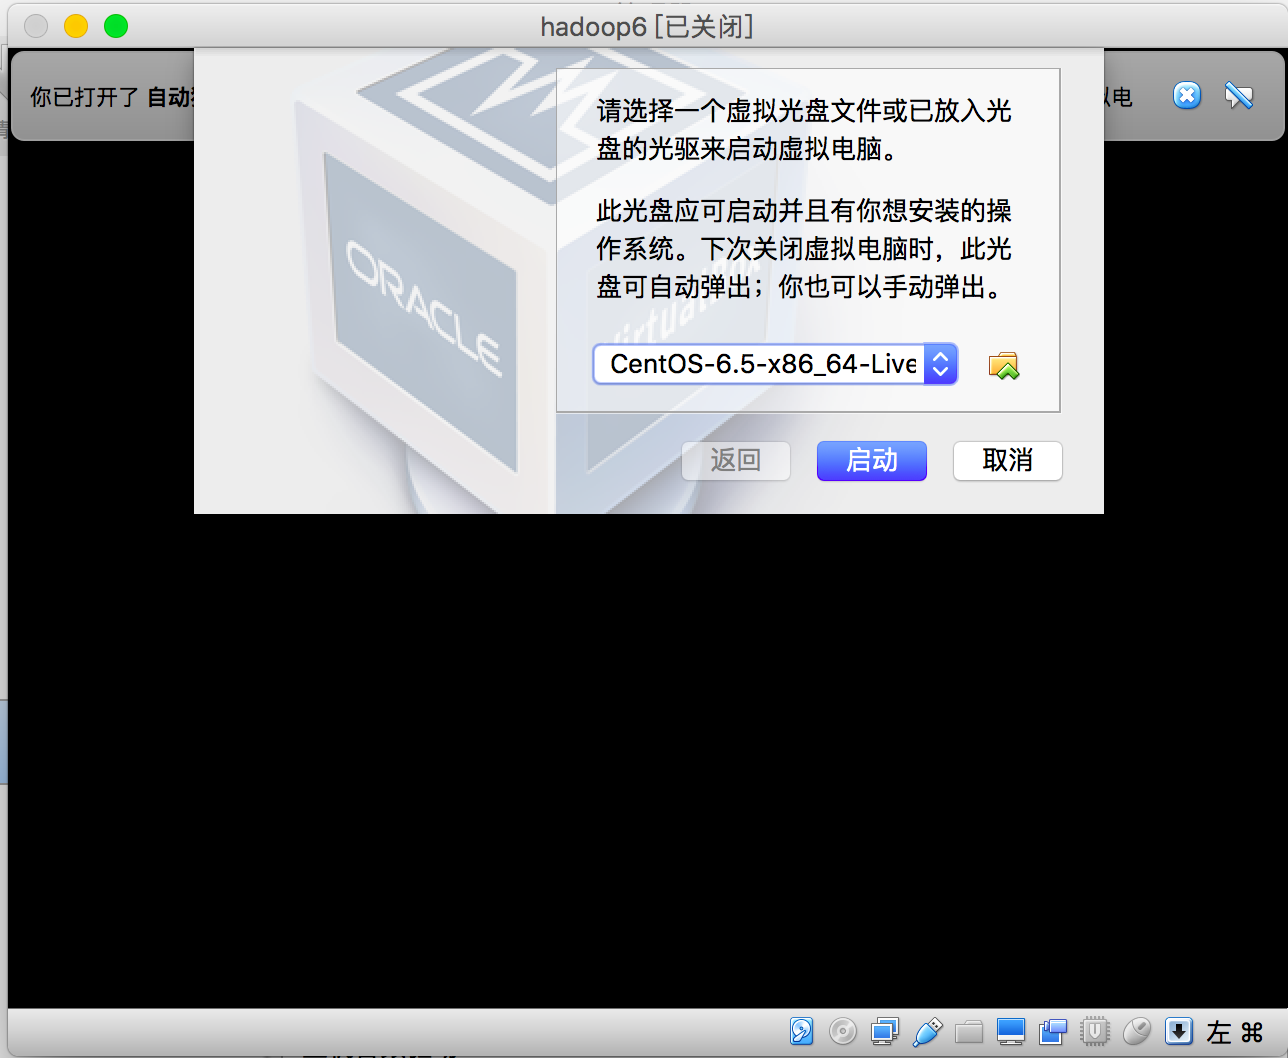 hadoop6 [已关闭]
你已打开了 自动
拟电
请选择一个虚拟光盘文件或已放入光
盘的光驱来启动虚拟电脑。
此光盘应可启动并且有你想安装的操
作系统。下次关闭虚拟电脑时，此光
盘可自动弹出；你也可以手动弹出。
ORACLE
VirtualBox
CentOS-6.5-x86_64-Live
返回
启动
取消
左 ⌘